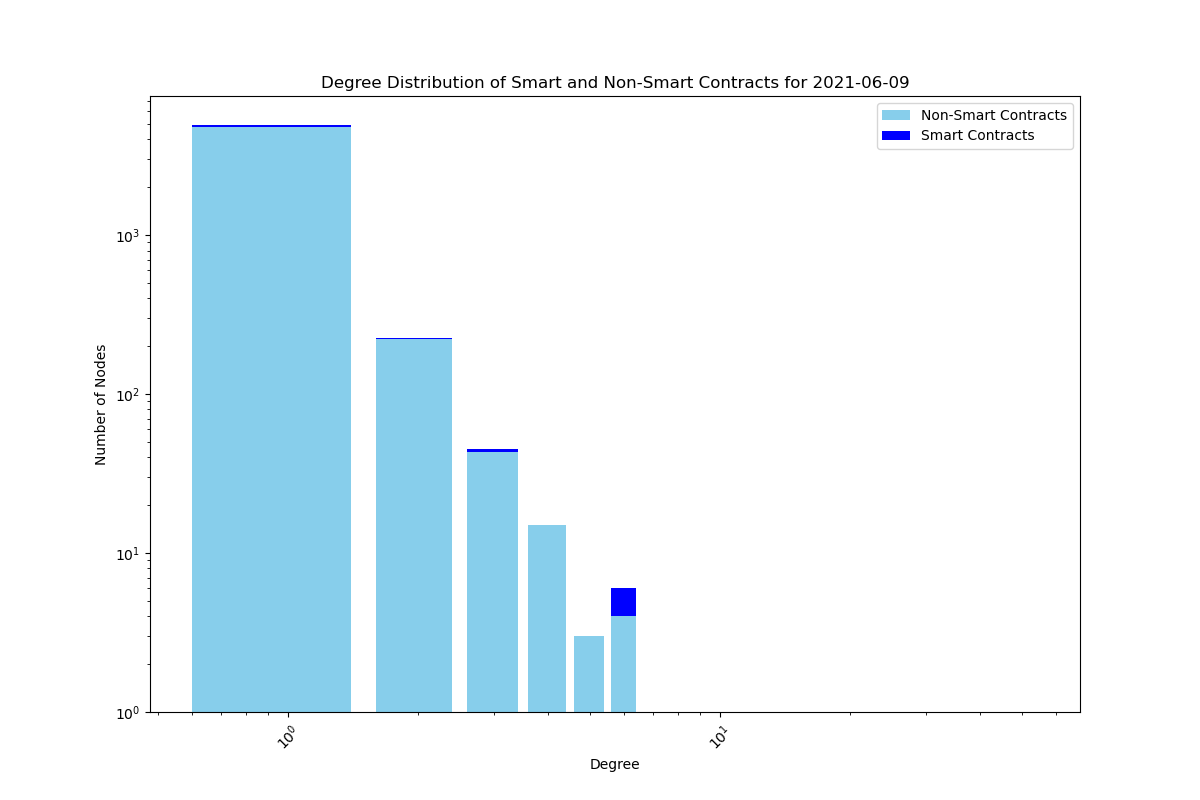 Degree Distribution of Smart and Non-Smart Contracts for 2021-06-09
Non-Smart Contracts
Smart Contracts
Number of Nodes
10³
10²
10¹
10⁰
10⁰
10¹
Degree